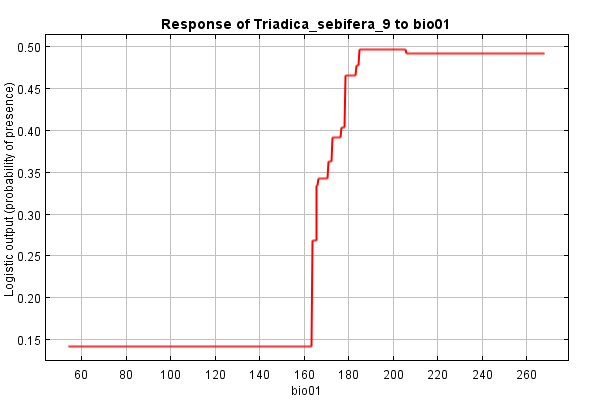 Response of Triadica_sebifera_9 to bio01
Logistic output (probability of presence)
0.50
0.45
0.40
0.35
0.30
0.25
0.20
0.15
60 80 100 120 140 160 180 200 220 240 260
bio01